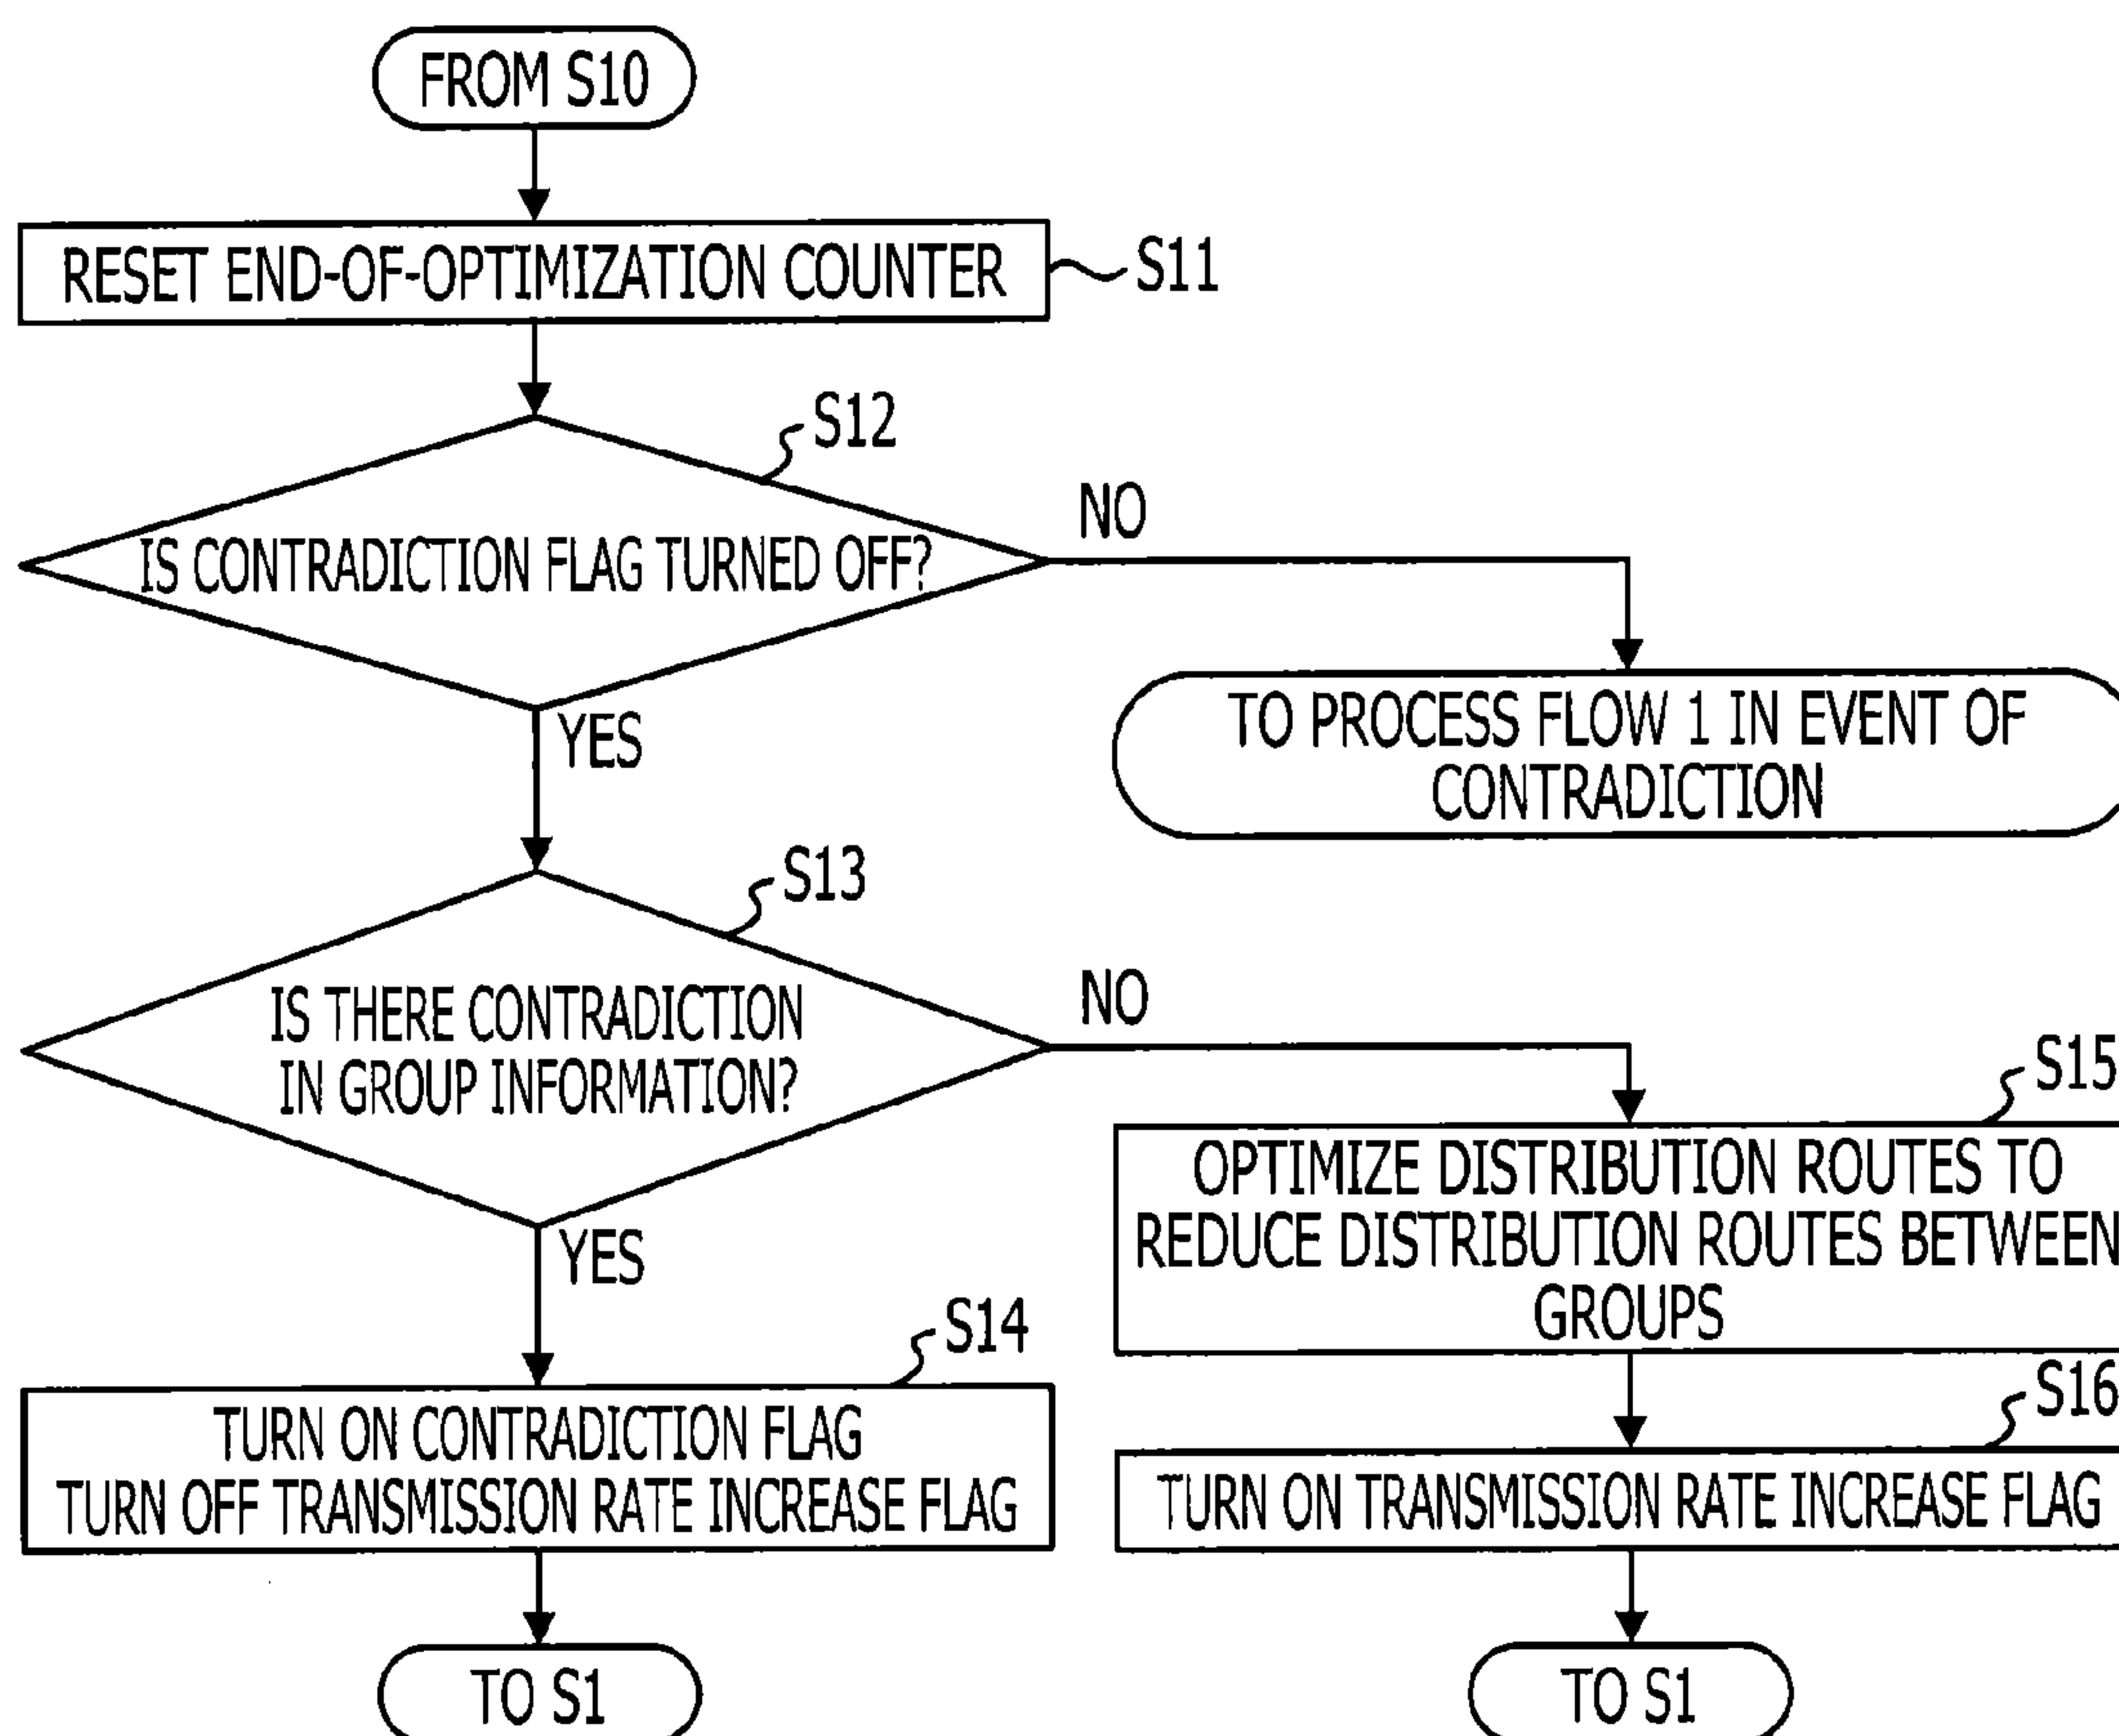 FROM S10
RESET END-OF-OPTIMIZATION COUNTER
S11
S12
IS CONTRADICTION FLAG TURNED OFF?
NO
YES
TO PROCESS FLOW 1 IN EVENT OF
CONTRADICTION
S13
IS THERE CONTRADICTION
IN GROUP INFORMATION?
NO
YES
S15
OPTIMIZE DISTRIBUTION ROUTES TO
REDUCE DISTRIBUTION ROUTES BETWEEN
GROUPS
S14
TURN ON CONTRADICTION FLAG
TURN OFF TRANSMISSION RATE INCREASE FLAG
S16
TURN ON TRANSMISSION RATE INCREASE FLAG
TO S1
TO S1